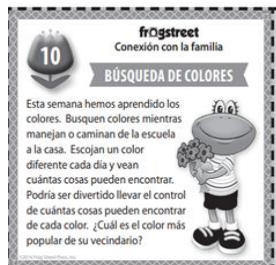 frogstreet
Conexión con la familia
10
BÚSQUEDA DE COLORES
Esta semana hemos aprendido los
colores. Busquen colores mientras
manejan o caminan de la escuela
a la casa. Escojan un color
diferente cada día y vean
cuántas cosas pueden encontrar.
Podría ser divertido llevar el control
de cuántas cosas pueden encontrar
de cada color. ¿Cuál es el color más
popular de su vecindario?